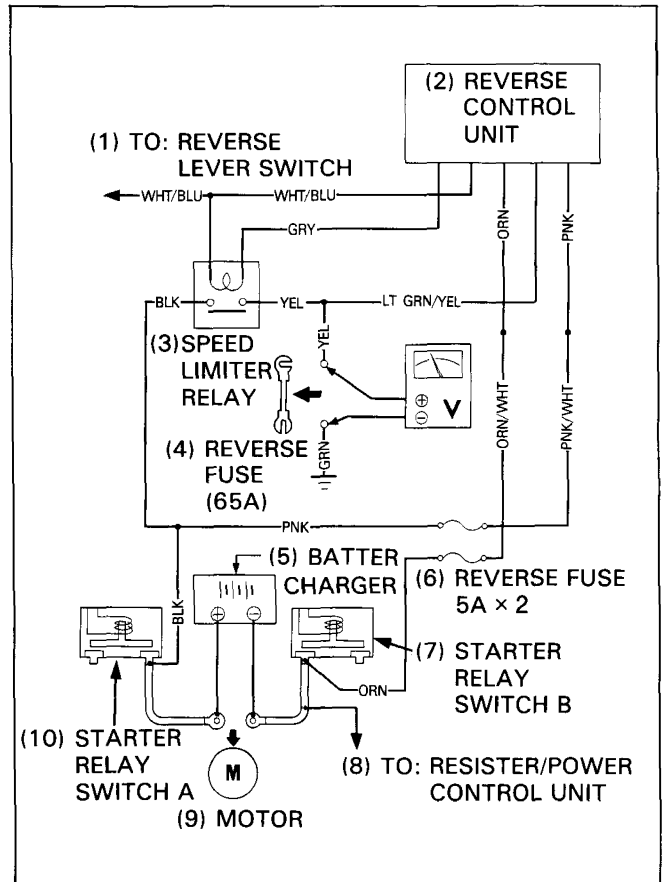 (2) REVERSE
CONTROL
UNIT
(1) TO: REVERSE
LEVER SWITCH
WHT/BLU
WHT/BLU
GRY
ORN
PNK
BLK
YEL
LT GRN/YEL
(3) SPEED
LIMITER
RELAY
YEL
⊕
⊖ V
ORN/WHT
PNK/WHT
(4) REVERSE
FUSE
(65A)
GRN
PNK
(5) BATTER
CHARGER
(6) REVERSE FUSE
5A × 2
BLK
⊕ ⊖
(7) STARTER
RELAY
SWITCH B
ORN
(10) STARTER
RELAY
SWITCH A
M
(9) MOTOR
(8) TO: RESISTER/POWER
CONTROL UNIT